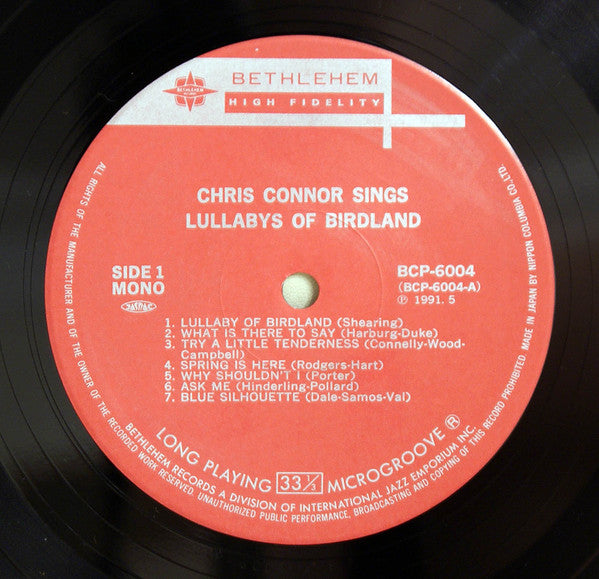 BETHLEHEM
BETHLEHEM
HIGH FIDELITY
CHRIS CONNOR SINGS
LULLABYS OF BIRDLAND
SIDE 1
MONO
JASRAC
BCP-6004
(BCP-6004-A)
Ⓟ 1991. 5
1. LULLABY OF BIRDLAND (Shearing)
2. WHAT IS THERE TO SAY (Harburg-Duke)
3. TRY A LITTLE TENDERNESS (Connelly-Wood-
Campbell)
4. SPRING IS HERE (Rodgers-Hart)
5. WHY SHOULDN'T I (Porter)
6. ASK ME (Hinderling-Pollard)
7. BLUE SILHOUETTE (Dale-Samos-Val)
LONG PLAYING 33⅓ MICROGROOVE ®
BETHLEHEM RECORDS A DIVISION OF INTERNATIONAL JAZZ EMPORIUM INC.
ALL RIGHTS OF THE MANUFACTURER AND OF THE OWNER OF THE RECORDED WORK RESERVED. UNAUTHORIZED PUBLIC PERFORMANCE, BROADCASTING AND COPYING OF THIS RECORD PROHIBITED. MADE IN JAPAN BY NIPPON COLUMBIA CO., LTD.